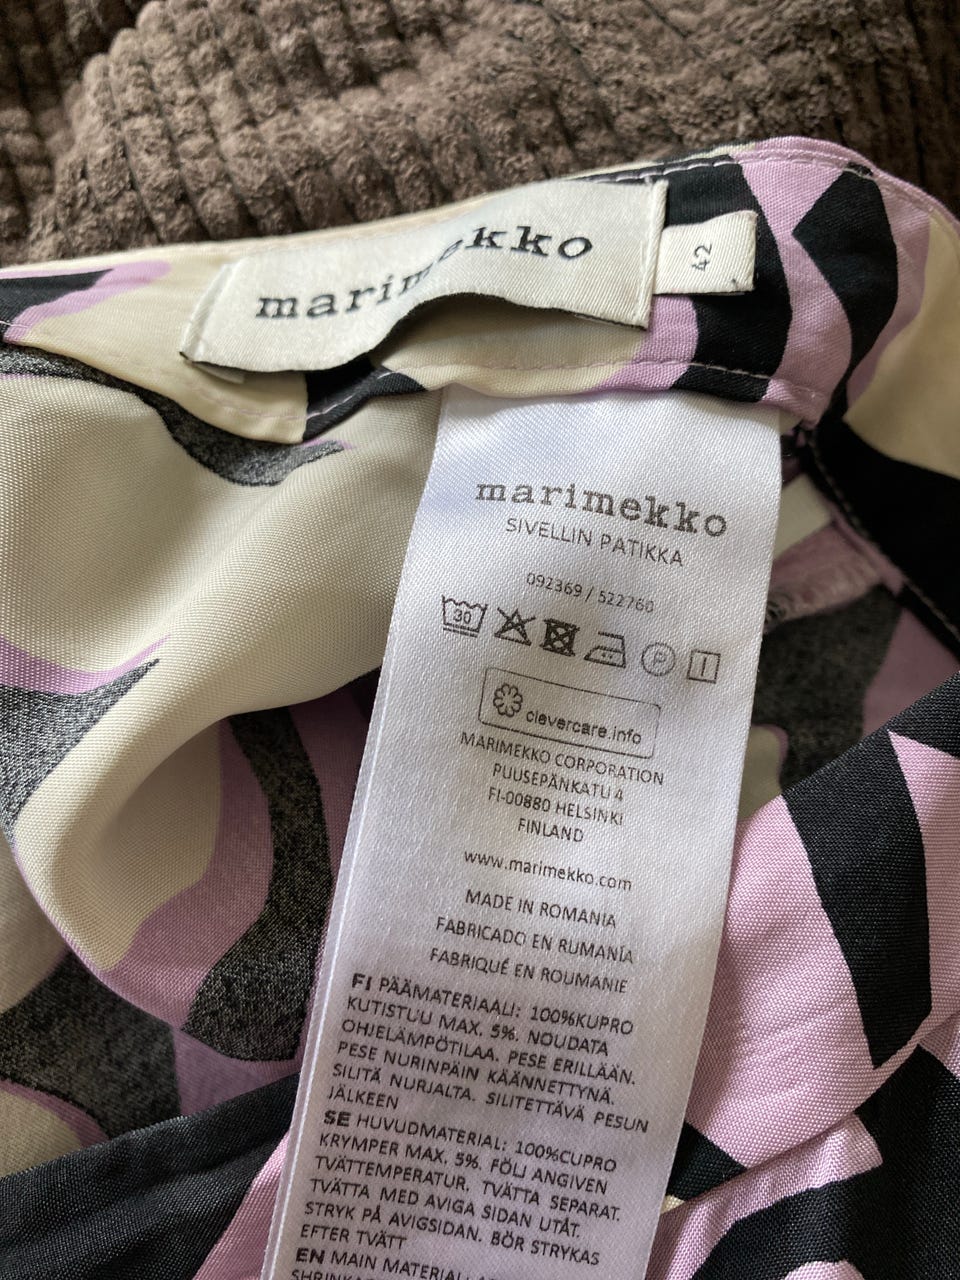 marimekko
42
marimekko
SIVELLIN PATIKKA
092369 / 522760
30
P
clevercare.info
MARIMEKKO CORPORATION
PUUSEPÄNKATU 4
FI-00880 HELSINKI
FINLAND
www.marimekko.com
MADE IN ROMANIA
FABRICADO EN RUMANÍA
FABRIQUÉ EN ROUMANIE
FI PÄÄMATERIAALI: 100%KUPRO
KUTISTUU MAX. 5%. NOUDATA
OHJELÄMPÖTILAA. PESE ERILLÄÄN.
PESE NURINPÄIN KÄÄNNETTYNÄ.
SILITÄ NURJALTA. SILITETTÄVÄ PESUN
JÄLKEEN
SE HUVUDMATERIAL: 100%CUPRO
KRYMPER MAX. 5%. FÖLJ ANGIVEN
TVÄTTEMPERATUR. TVÄTTA SEPARAT.
TVÄTTA MED AVIGA SIDAN UTÅT.
STRYK PÅ AVIGSIDAN. BÖR STRYKAS
EFTER TVÄTT
EN MAIN MATERIAL: